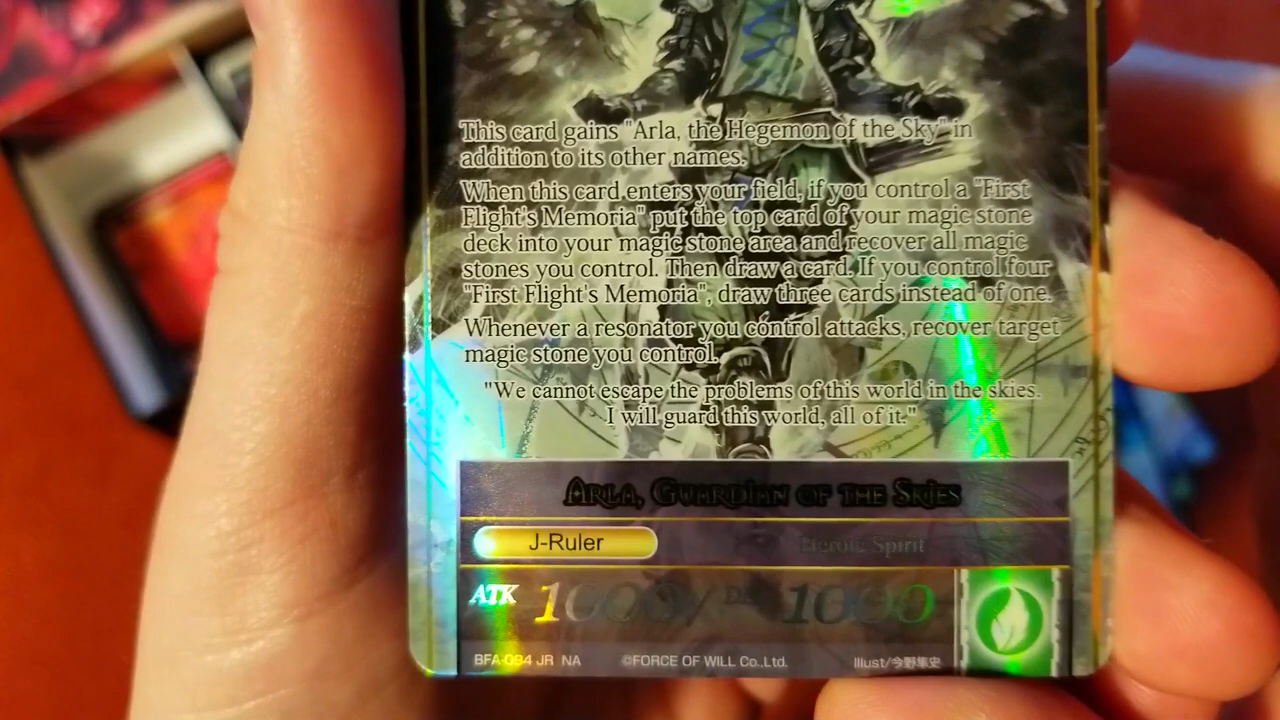 This card gains "Arla, the Hegemon of the Sky" in
addition to its other names.
When this card enters your field, if you control a "First
Flight's Memoria" put the top card of your magic stone
deck into your magic stone area and recover all magic
stones you control. Then draw a card. If you control four
"First Flight's Memoria", draw three cards instead of one.
Whenever a resonator you control attacks, recover target
magic stone you control.
"We cannot escape the problems of this world in the skies.
I will guard this world, all of it."
Arla, Guardian of the Skies
J-Ruler Heroic Spirit
ATK 1000/ DEF 1000
BFA-094 JR NA ©FORCE OF WILL Co.,Ltd. Illust/今野隼史